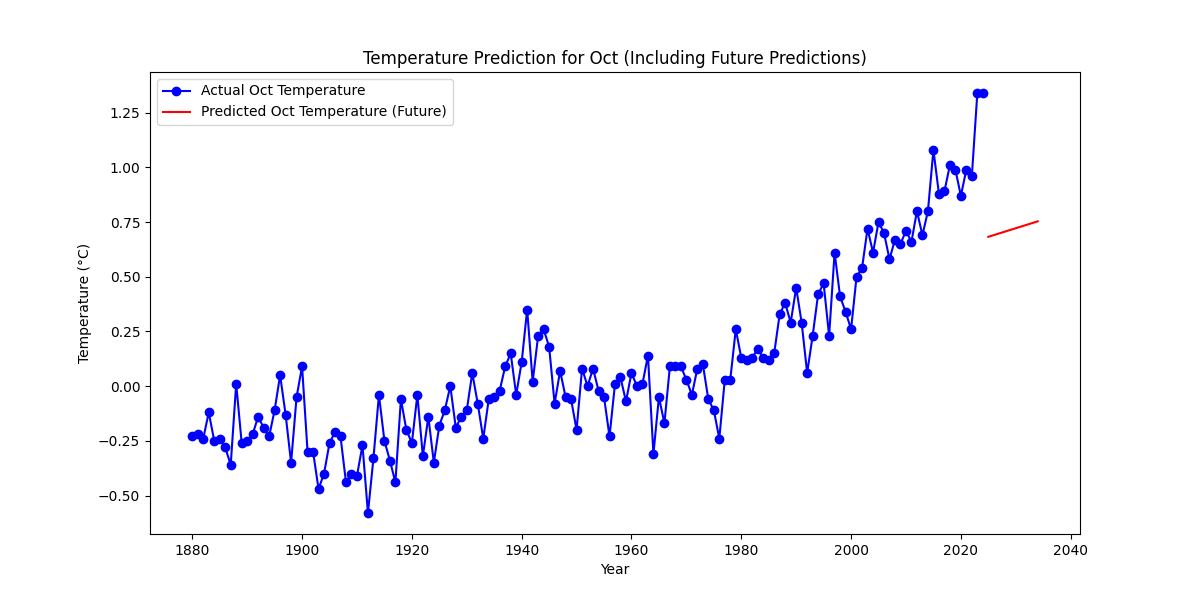 Temperature Prediction for Oct (Including Future Predictions)
Actual Oct Temperature
Predicted Oct Temperature (Future)
Temperature (°C)
1.25
1.00
0.75
0.50
0.25
0.00
−0.25
−0.50
1880 1900 1920 1940 1960 1980 2000 2020 2040
Year